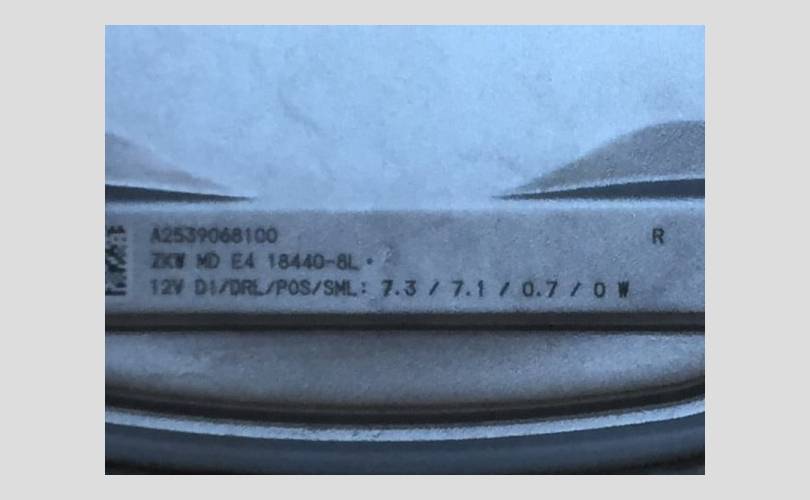 A2539068100 R
ZKW MD E4 18440-8L
12V DI/DRL/POS/SML: 7.3 / 7.1 / 0.7 / 0 W